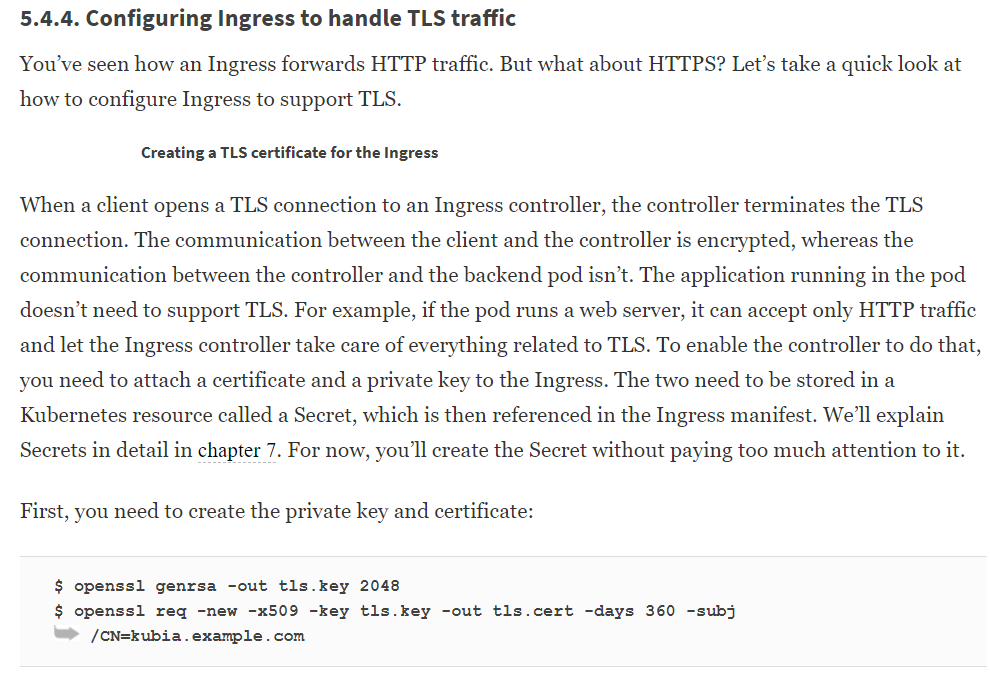 5.4.4. Configuring Ingress to handle TLS traffic
You’ve seen how an Ingress forwards HTTP traffic. But what about HTTPS? Let’s take a quick look at
how to configure Ingress to support TLS.
Creating a TLS certificate for the Ingress
When a client opens a TLS connection to an Ingress controller, the controller terminates the TLS
connection. The communication between the client and the controller is encrypted, whereas the
communication between the controller and the backend pod isn’t. The application running in the pod
doesn’t need to support TLS. For example, if the pod runs a web server, it can accept only HTTP traffic
and let the Ingress controller take care of everything related to TLS. To enable the controller to do that,
you need to attach a certificate and a private key to the Ingress. The two need to be stored in a
Kubernetes resource called a Secret, which is then referenced in the Ingress manifest. We’ll explain
Secrets in detail in chapter 7. For now, you’ll create the Secret without paying too much attention to it.
First, you need to create the private key and certificate:
$ openssl genrsa -out tls.key 2048
$ openssl req -new -x509 -key tls.key -out tls.cert -days 360 -subj
/CN=kubia.example.com